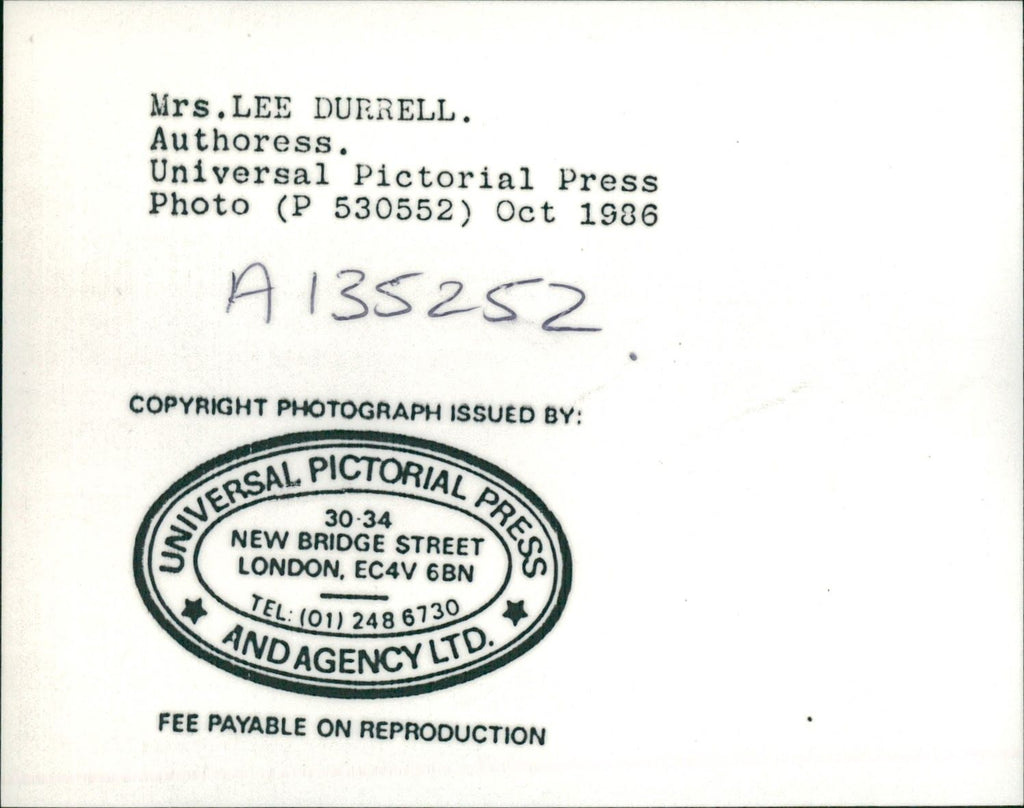 Mrs.LEE DURRELL.
Authoress.
Universal Pictorial Press
Photo (P 530552) Oct 1986
A135252
COPYRIGHT PHOTOGRAPH ISSUED BY:
UNIVERSAL PICTORIAL PRESS
30-34
NEW BRIDGE STREET
LONDON, EC4V 6BN
TEL: (01) 248 6730
AND AGENCY LTD.
FEE PAYABLE ON REPRODUCTION